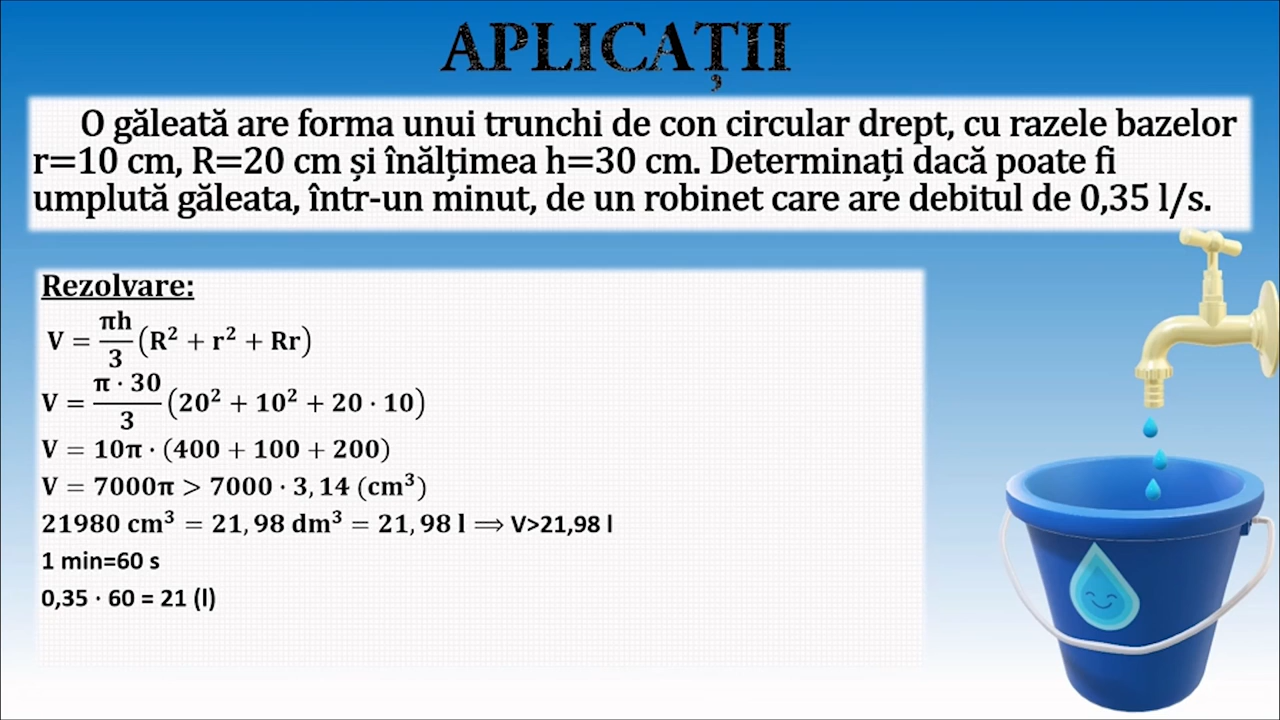 APLICAȚII
O găleată are forma unui trunchi de con circular drept, cu razele bazelor
r=10 cm, R=20 cm și înălțimea h=30 cm. Determinați dacă poate fi
umplută găleata, într-un minut, de un robinet care are debitul de 0,35 l/s.
Rezolvare:
V = πh/3 (R² + r² + Rr)
V = π · 30/3 (20² + 10² + 20 · 10)
V = 10π · (400 + 100 + 200)
V = 7000π > 7000 · 3, 14 (cm³)
21980 cm³ = 21, 98 dm³ = 21, 98 l ⟹ V>21,98 l
1 min=60 s
0,35 · 60 = 21 (l)